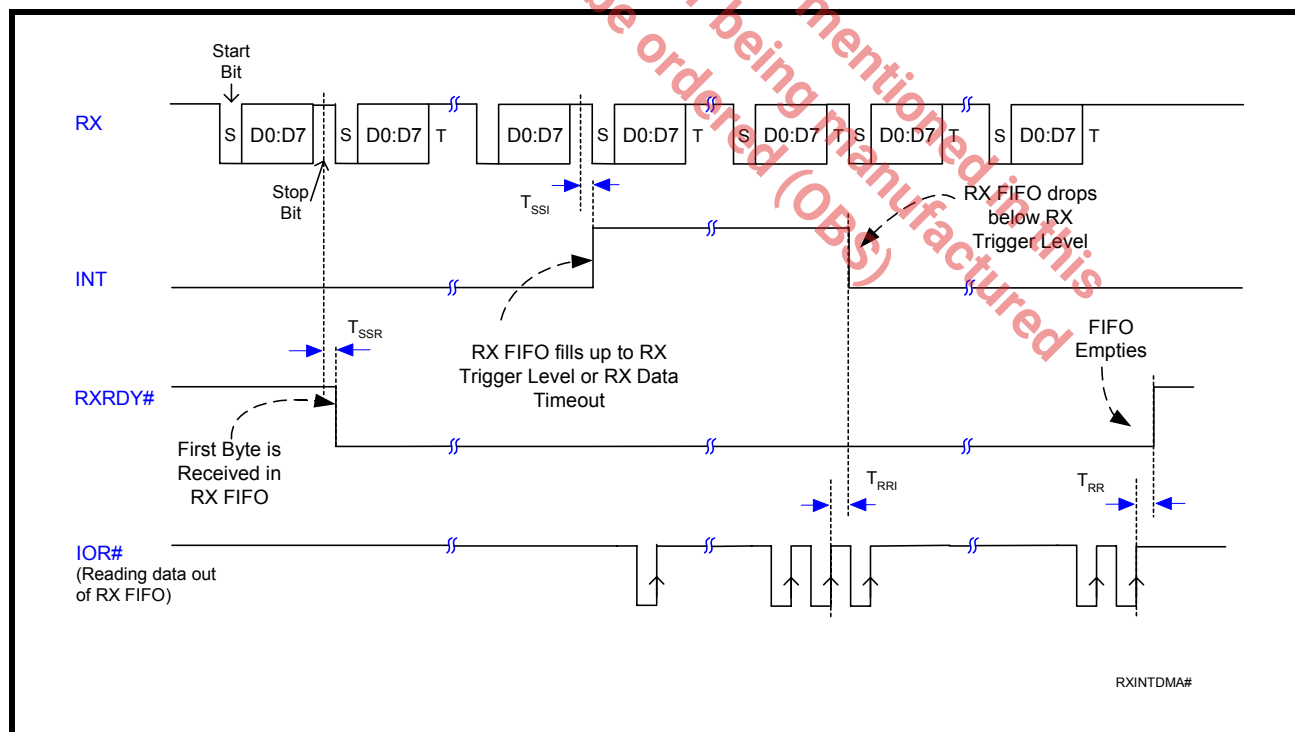 mentioned in this
being manufactured
be ordered (OBS)
Start
Bit
RX
S D0:D7 S D0:D7 T D0:D7 S D0:D7 T S D0:D7 T S D0:D7 T S D0:D7 T
Stop
Bit
TSSI
RX FIFO drops
below RX
Trigger Level
INT
TSSR
RX FIFO fills up to RX
Trigger Level or RX Data
Timeout
FIFO
Empties
RXRDY#
First Byte is
Received in
RX FIFO
TRRI
TRR
IOR#
(Reading data out
of RX FIFO)
RXINTDMA#